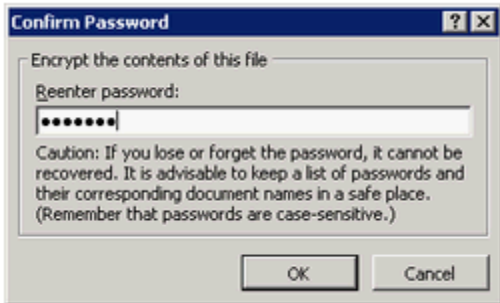 Confirm Password
Encrypt the contents of this file
Reenter password:
•••••••
Caution: If you lose or forget the password, it cannot be
recovered. It is advisable to keep a list of passwords and
their corresponding document names in a safe place.
(Remember that passwords are case-sensitive.)
OK Cancel